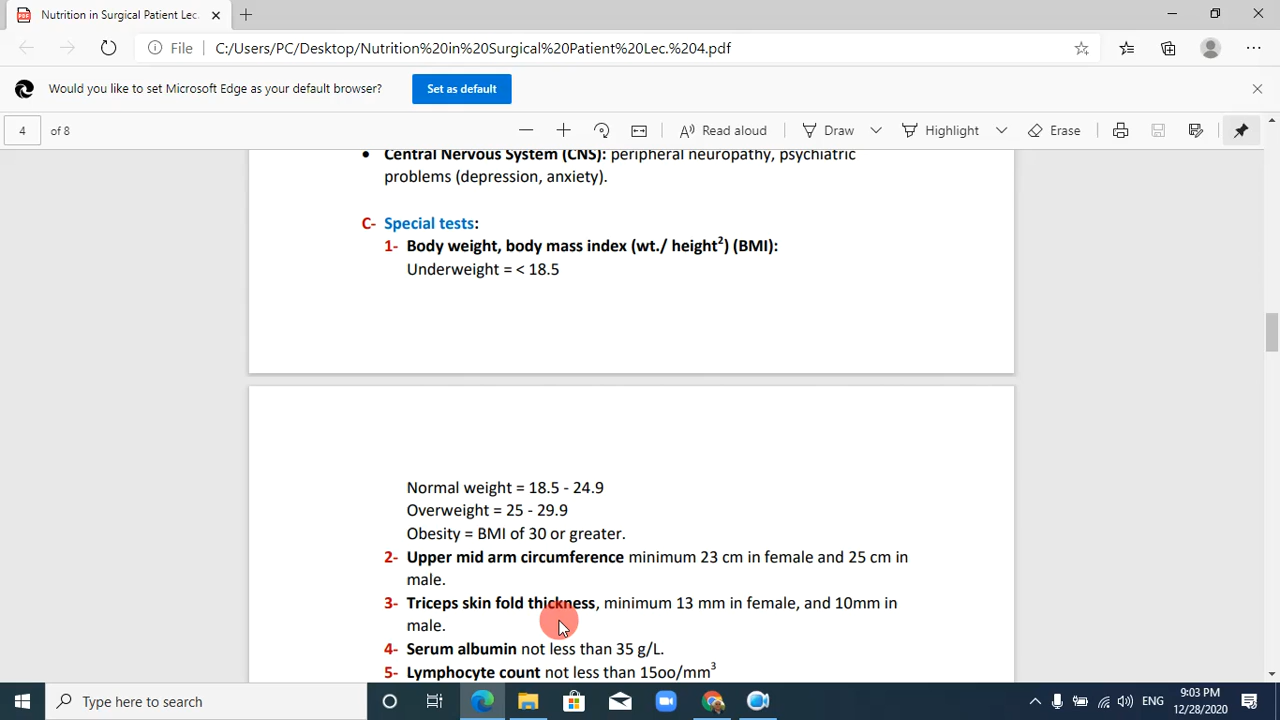 Nutrition in Surgical Patient Lec.
File
C:/Users/PC/Desktop/Nutrition%20in%20Surgical%20Patient%20Lec.%204.pdf
Would you like to set Microsoft Edge as your default browser?
Set as default
4 of 8
Read aloud
Draw
Highlight
Erase
• Central Nervous System (CNS): peripheral neuropathy, psychiatric
problems (depression, anxiety).
C- Special tests:
1- Body weight, body mass index (wt./ height²) (BMI):
Underweight = < 18.5
Normal weight = 18.5 - 24.9
Overweight = 25 - 29.9
Obesity = BMI of 30 or greater.
2- Upper mid arm circumference minimum 23 cm in female and 25 cm in
male.
3- Triceps skin fold thickness, minimum 13 mm in female, and 10mm in
male.
4- Serum albumin not less than 35 g/L.
5- Lymphocyte count not less than 15oo/mm³
Type here to search
ENG
9:03 PM
12/28/2020